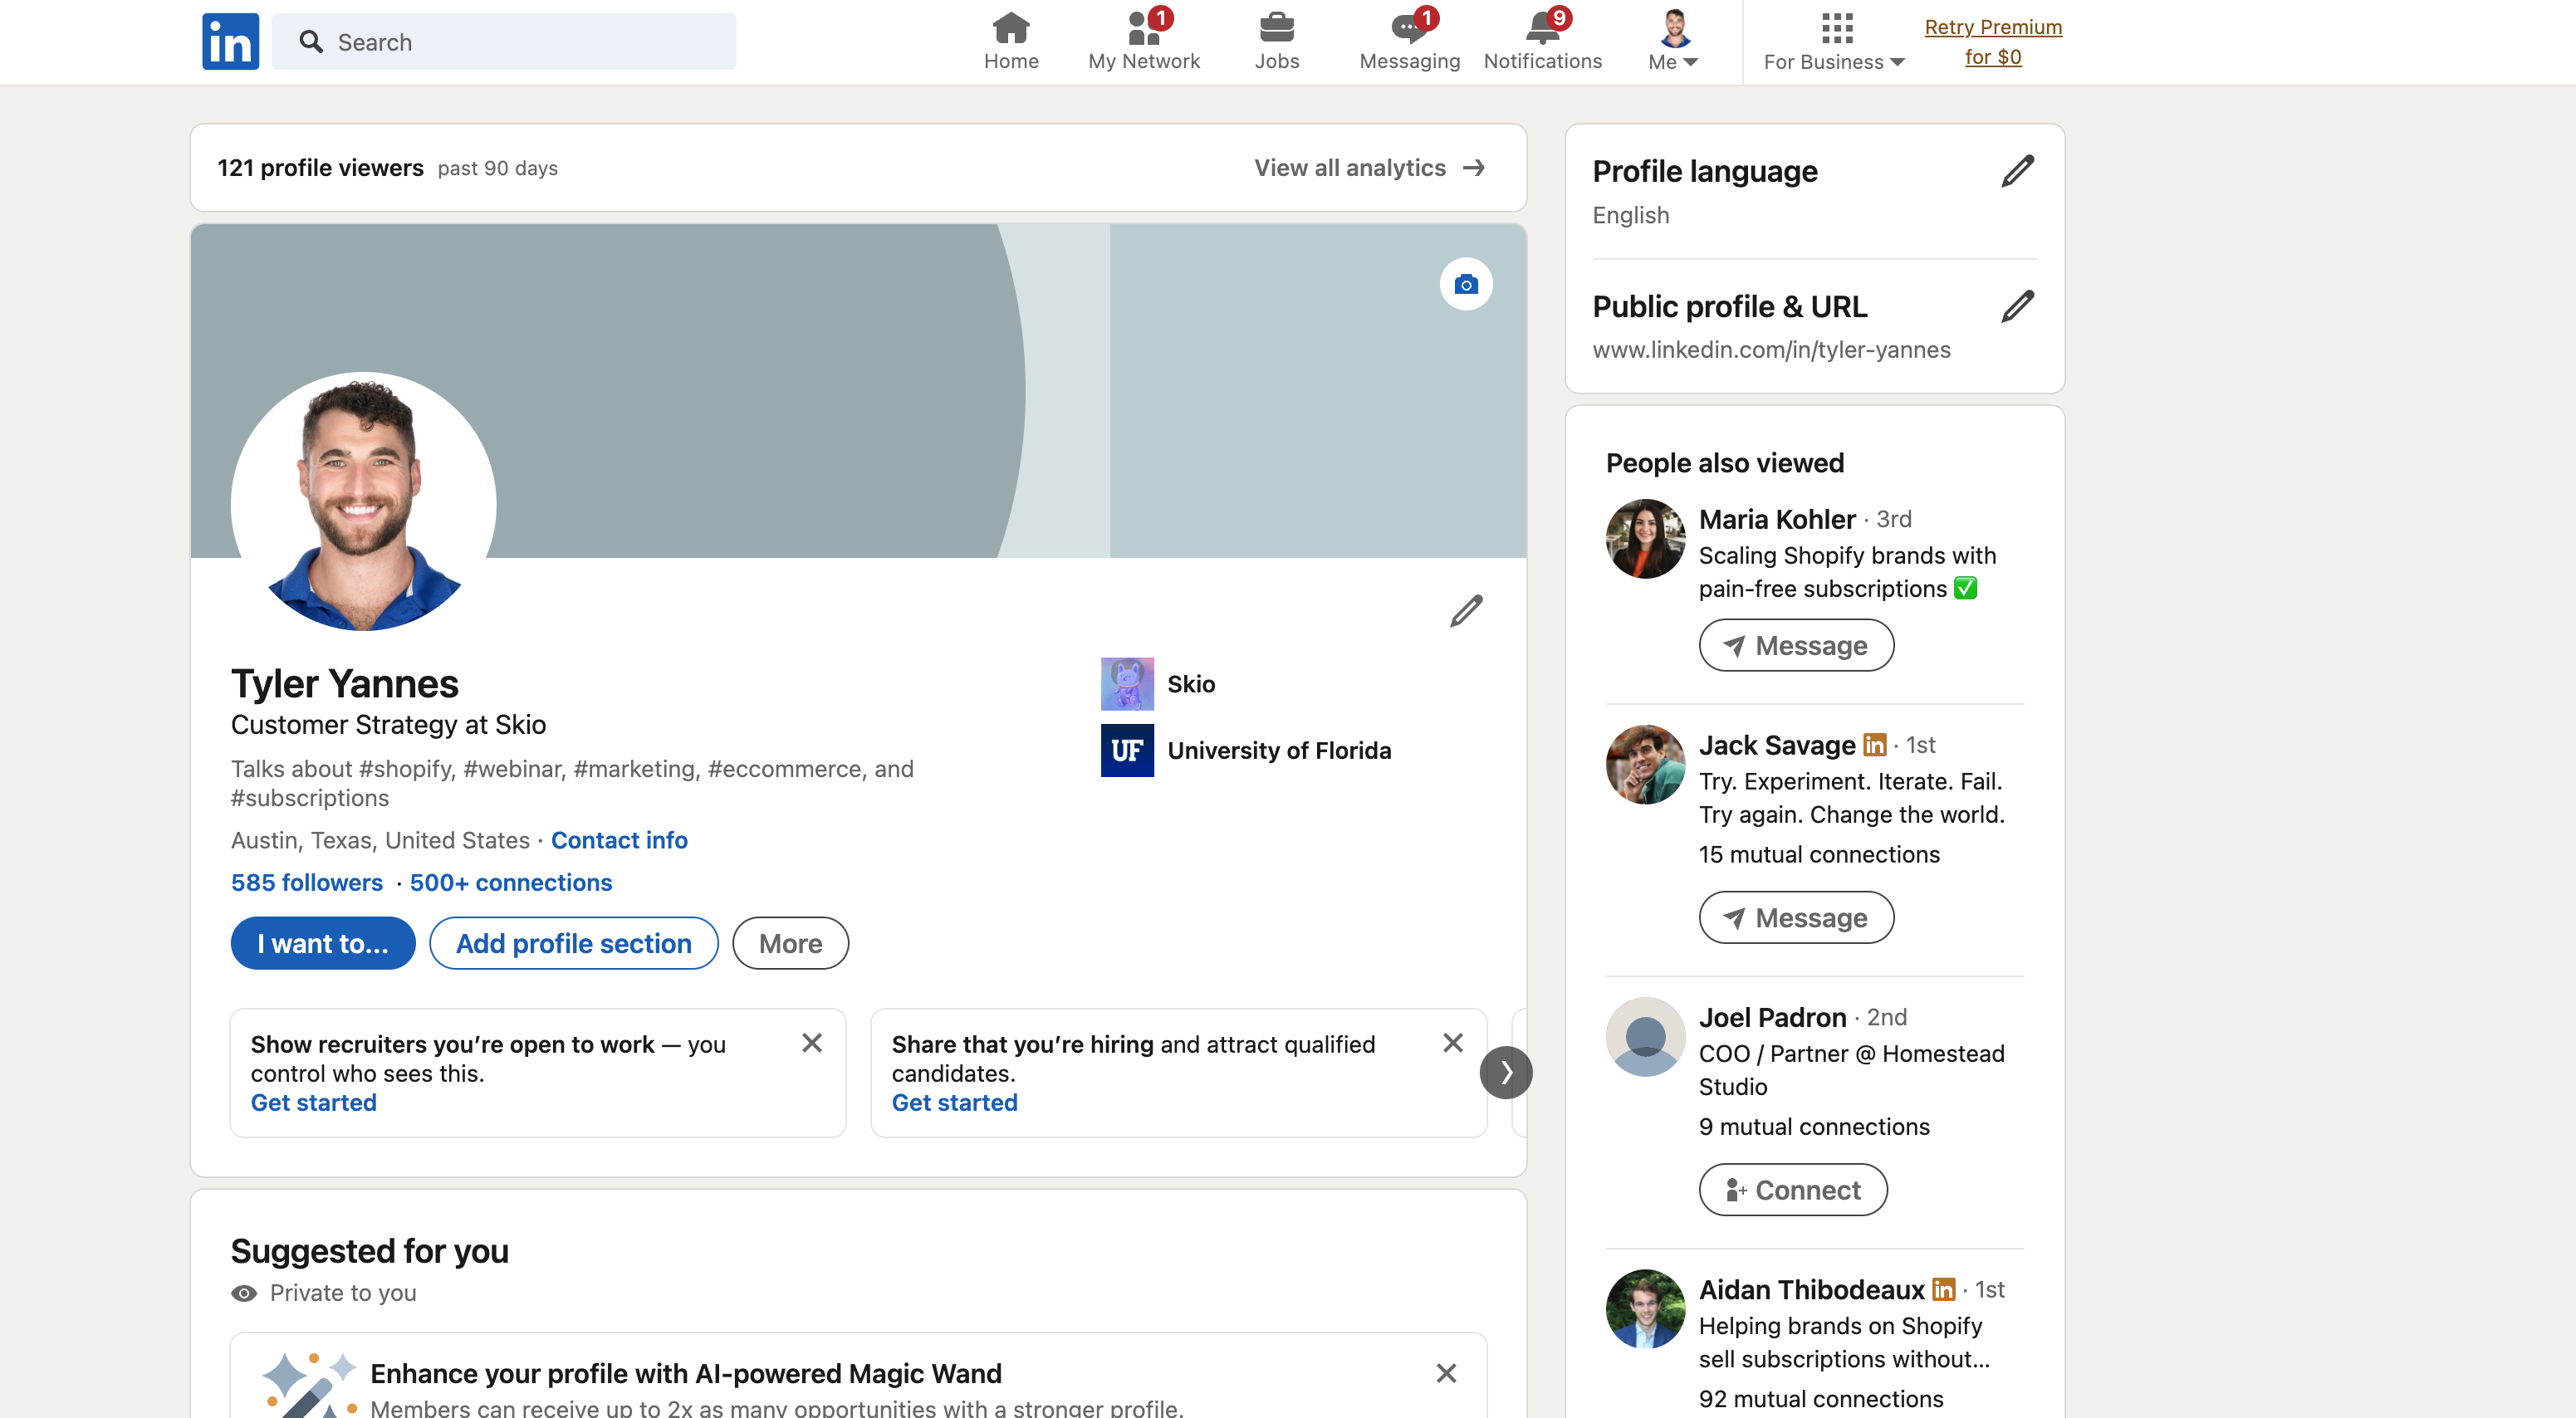 in
Search
Home
1
My Network
Jobs
1
Messaging
9
Notifications
Me
For Business
Retry Premium
for $0
121 profile viewers past 90 days
View all analytics →
Tyler Yannes
Customer Strategy at Skio
Talks about #shopify, #webinar, #marketing, #eccommerce, and
#subscriptions
Austin, Texas, United States · Contact info
585 followers · 500+ connections
I want to...
Add profile section
More
Skio
UF
University of Florida
Show recruiters you’re open to work — you
control who sees this.
Get started
Share that you’re hiring and attract qualified
candidates.
Get started
Suggested for you
Private to you
Enhance your profile with AI-powered Magic Wand
Members can receive up to 2x as many opportunities with a stronger profile.
Profile language
English
Public profile & URL
www.linkedin.com/in/tyler-yannes
People also viewed
Maria Kohler · 3rd
Scaling Shopify brands with
pain-free subscriptions ✅
Message
Jack Savage in · 1st
Try. Experiment. Iterate. Fail.
Try again. Change the world.
15 mutual connections
Message
Joel Padron · 2nd
COO / Partner @ Homestead
Studio
9 mutual connections
Connect
Aidan Thibodeaux in · 1st
Helping brands on Shopify
sell subscriptions without...
92 mutual connections